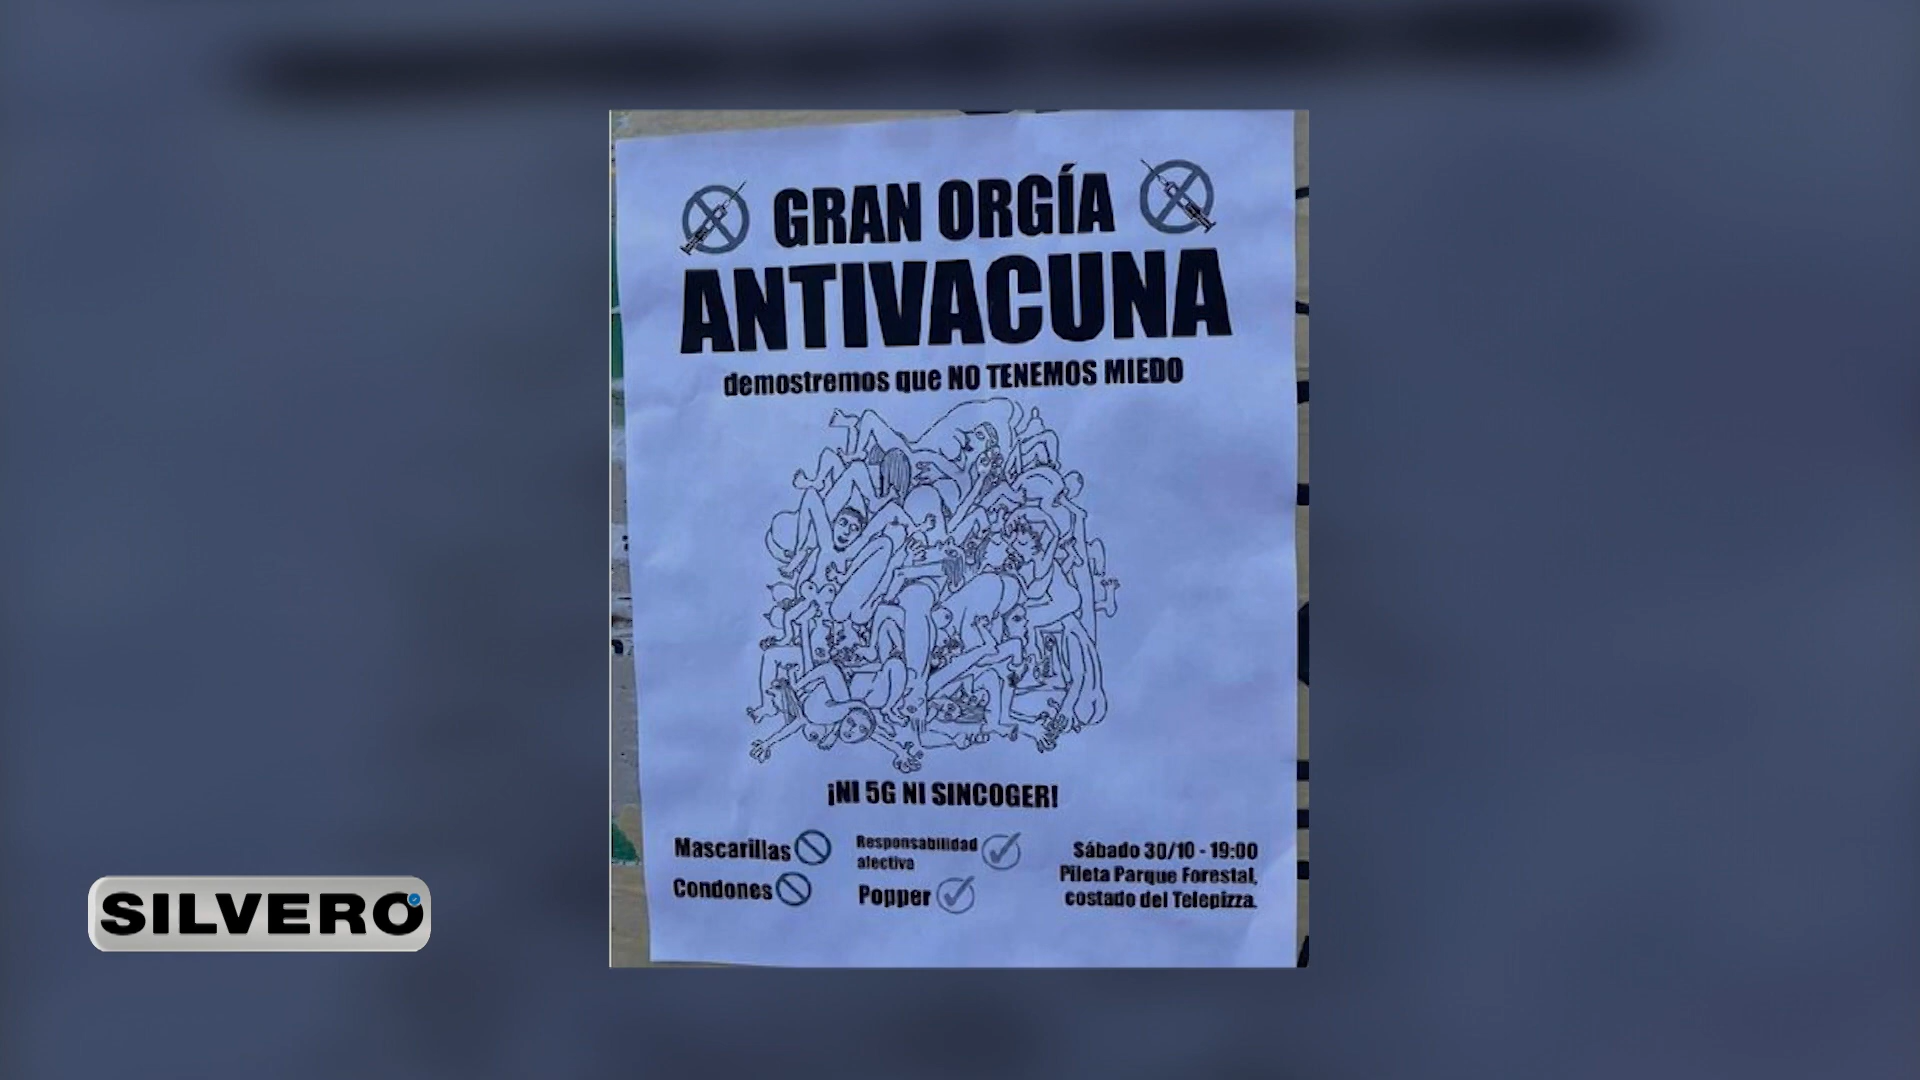 GRAN ORGÍA
ANTIVACUNA
demostremos que NO TENEMOS MIEDO
¡NI 5G NI SINCOGER!
Mascarillas
Condones
Responsabilidad
afectiva
Popper
Sábado 30/10 - 19:00
Pileta Parque Forestal,
costado del Telepizza.
SILVERO